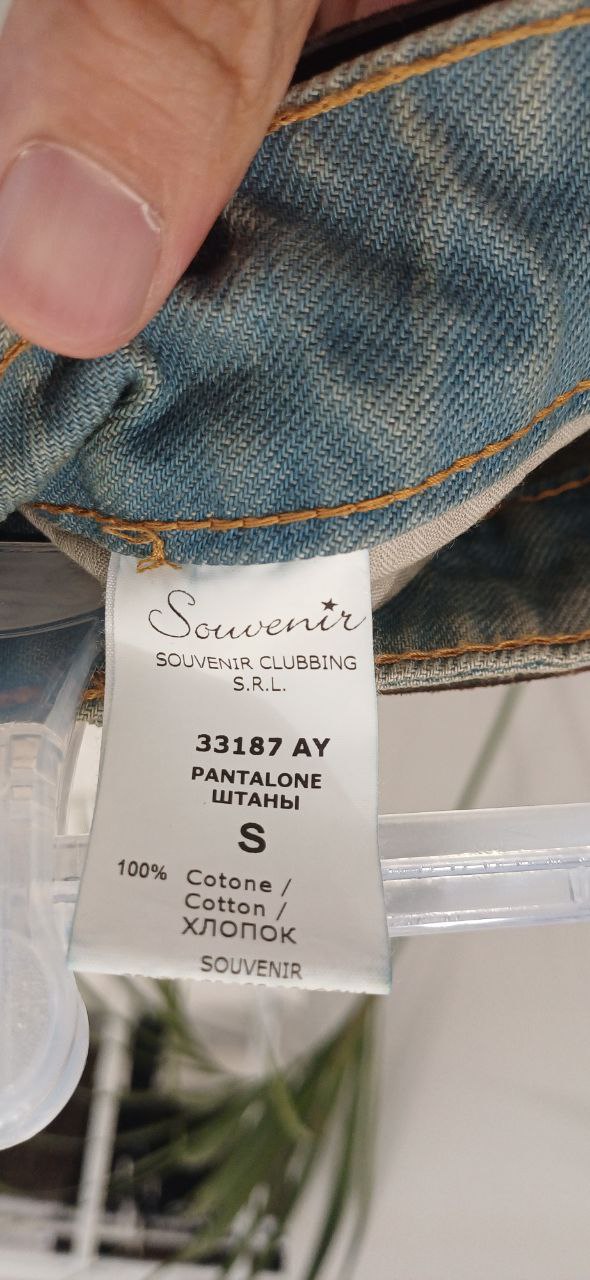 Souvenir
SOUVENIR CLUBBING
S.R.L.
33187 AY
PANTALONE
ШТАНЫ
S
100% Cotone /
Cotton /
ХЛОПОК
SOUVENIR